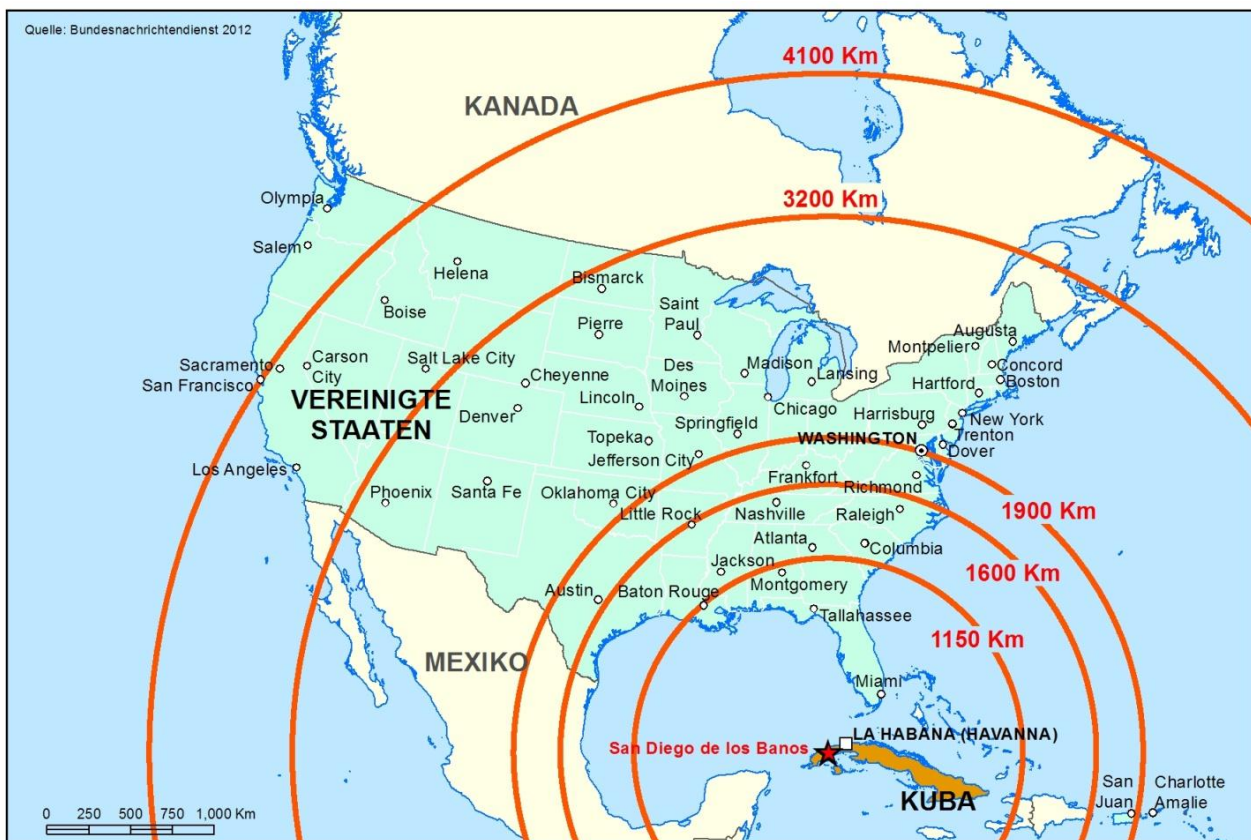 Quelle: Bundesnachrichtendienst 2012
4100 Km
KANADA
3200 Km
Olympia
Salem
Helena
Bismarck
Boise
Saint
Paul
Pierre
Augusta
Montpelier
Sacramento
San Francisco
Carson
City
Salt Lake City
Cheyenne
Des
Moines
Madison
Lansing
Concord
Boston
Hartford
VEREINIGTE
STAATEN
Denver
Lincoln
Chicago
Harrisburg
New York
Trenton
Dover
Springfield
Topeka
WASHINGTON
Jefferson City
Los Angeles
Frankfort
Richmond
Phoenix
Santa Fe
Oklahoma City
Little Rock
Nashville
Raleigh
1900 Km
Atlanta
Columbia
Jackson
Montgomery
1600 Km
Austin
Baton Rouge
Tallahassee
1150 Km
MEXIKO
Miami
LA HABANA (HAVANNA)
San Diego de los Banos
KUBA
San
Juan
Charlotte
Amalie
0 250 500 750 1,000 Km